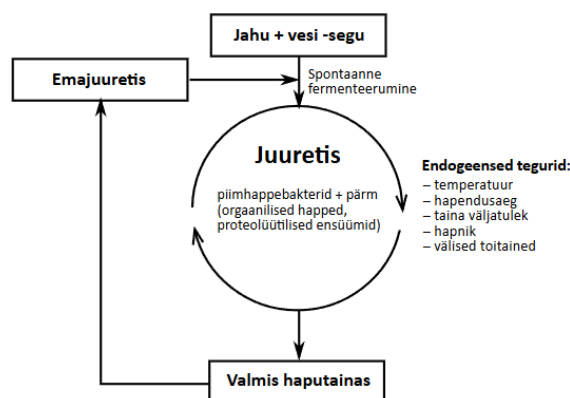 Jahu + vesi -segu
Emajuuretis
Spontaanne
fermenteerumine
Juuretis
piimhappebakterid + pärm
(orgaanilised happed,
proteolüütilised ensüümid)
Endogeensed tegurid:
– temperatuur
– hapendusaeg
– taina väljatulek
– hapnik
– välised toitained
Valmis haputainas